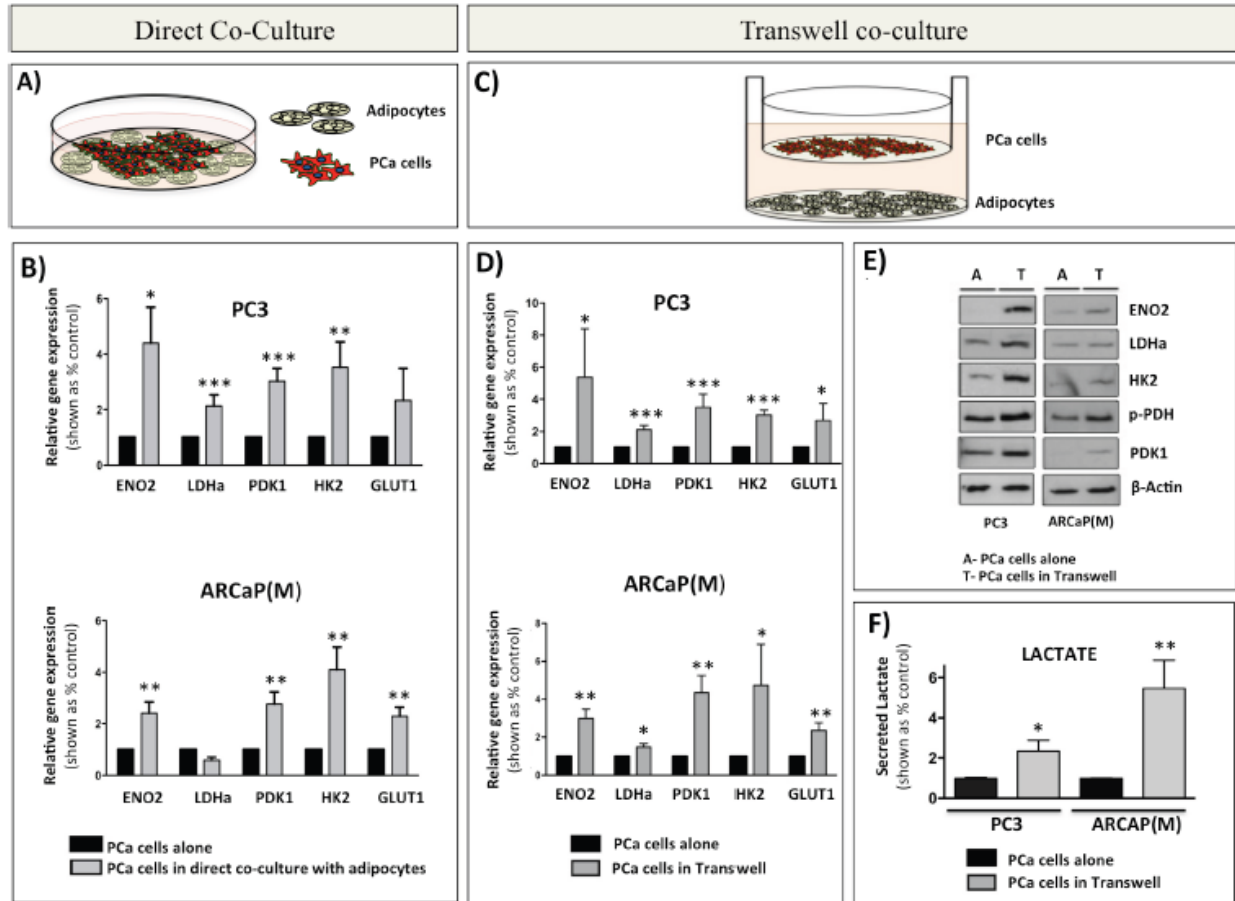 Direct Co-Culture
Transwell co-culture
A)
Adipocytes
PCa cells
C)
PCa cells
Adipocytes
B)
PC3
Relative gene expression
(shown as % control)
6
4
2
0
*
***
***
**
ENO2 LDHa PDK1 HK2 GLUT1
ARCaP(M)
Relative gene expression
(shown as % control)
6
4
2
0
**
**
**
**
ENO2 LDHa PDK1 HK2 GLUT1
PCa cells alone
PCa cells in direct co-culture with adipocytes
D)
PC3
Relative gene expression
(shown as % control)
10
8
6
4
2
0
*
***
***
***
*
ENO2 LDHa PDK1 HK2 GLUT1
ARCaP(M)
Relative gene expression
(shown as % control)
8
6
4
2
0
**
*
**
*
**
ENO2 LDHa PDK1 HK2 GLUT1
PCa cells alone
PCa cells in Transwell
E)
A T A T
ENO2
LDHa
HK2
p-PDH
PDK1
β-Actin
PC3 ARCaP(M)
A- PCa cells alone
T- PCa cells in Transwell
F)
LACTATE
Secreted Lactate
(shown as % control)
6
4
2
0
*
**
PC3 ARCAP(M)
PCa cells alone
PCa cells in Transwell